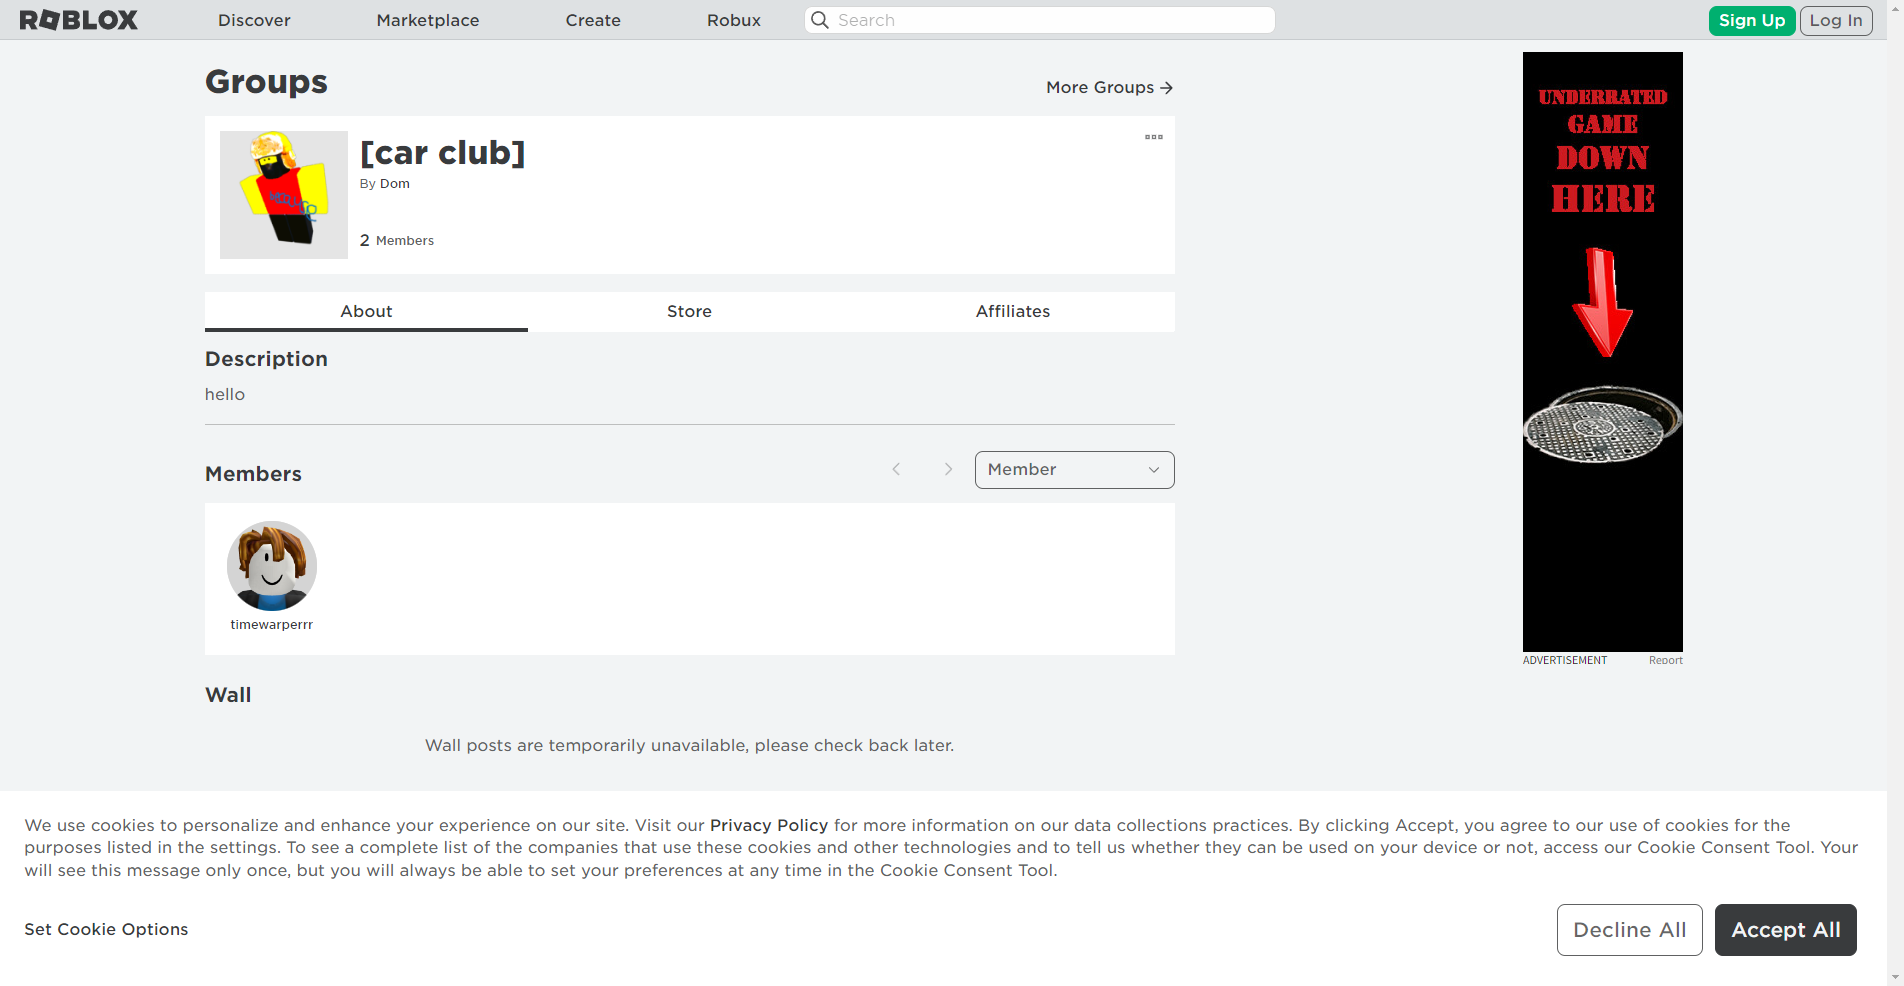 ROBLOX
Discover
Marketplace
Create
Robux
Search
Sign Up
Log In
Groups
More Groups
[car club]
By Dom
2 Members
About
Store
Affiliates
Description
hello
Members
Member
timewarperrr
Wall
Wall posts are temporarily unavailable, please check back later.
UNDERRATED
GAME
DOWN
HERE
ADVERTISEMENT
Report
We use cookies to personalize and enhance your experience on our site. Visit our Privacy Policy for more information on our data collections practices. By clicking Accept, you agree to our use of cookies for the
purposes listed in the settings. To see a complete list of the companies that use these cookies and other technologies and to tell us whether they can be used on your device or not, access our Cookie Consent Tool. Your
will see this message only once, but you will always be able to set your preferences at any time in the Cookie Consent Tool.
Set Cookie Options
Decline All
Accept All